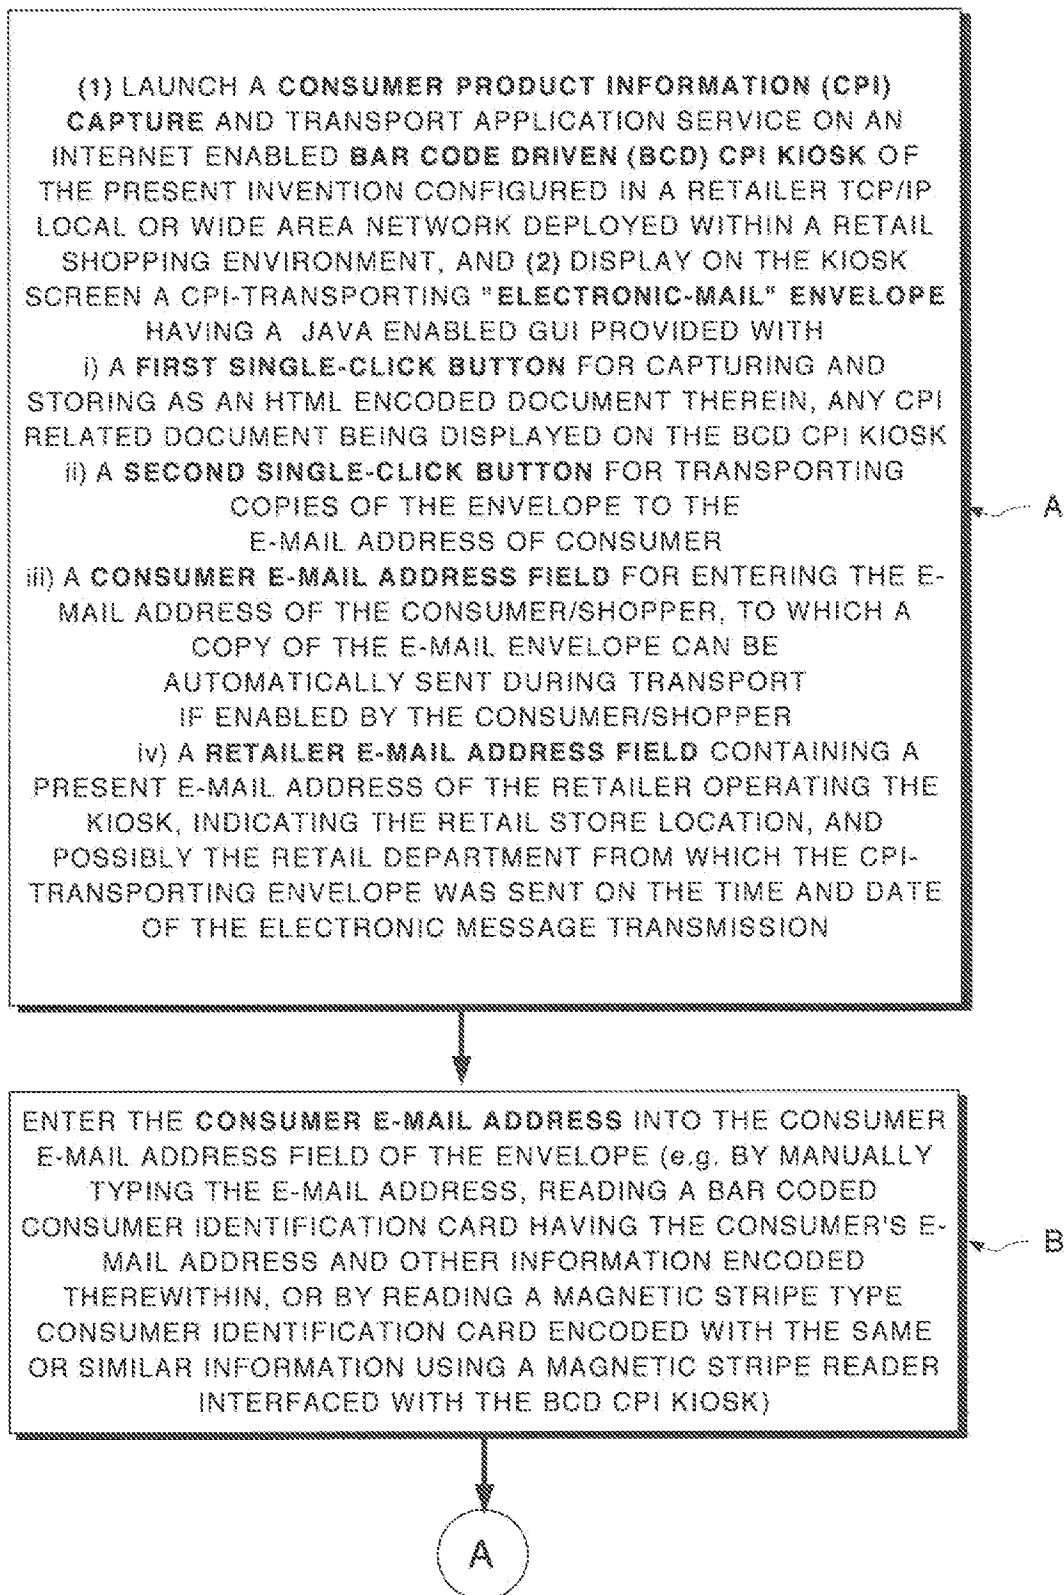 (1) LAUNCH A CONSUMER PRODUCT INFORMATION (CPI)
CAPTURE AND TRANSPORT APPLICATION SERVICE ON AN
INTERNET ENABLED BAR CODE DRIVEN (BCD) CPI KIOSK OF
THE PRESENT INVENTION CONFIGURED IN A RETAILER TCP/IP
LOCAL OR WIDE AREA NETWORK DEPLOYED WITHIN A RETAIL
SHOPPING ENVIRONMENT, AND (2) DISPLAY ON THE KIOSK
SCREEN A CPI-TRANSPORTING "ELECTRONIC-MAIL" ENVELOPE
HAVING A JAVA ENABLED GUI PROVIDED WITH
i) A FIRST SINGLE-CLICK BUTTON FOR CAPTURING AND
STORING AS AN HTML ENCODED DOCUMENT THEREIN, ANY CPI
RELATED DOCUMENT BEING DISPLAYED ON THE BCD CPI KIOSK
ii) A SECOND SINGLE-CLICK BUTTON FOR TRANSPORTING
COPIES OF THE ENVELOPE TO THE
E-MAIL ADDRESS OF CONSUMER
iii) A CONSUMER E-MAIL ADDRESS FIELD FOR ENTERING THE E-
MAIL ADDRESS OF THE CONSUMER/SHOPPER, TO WHICH A
COPY OF THE E-MAIL ENVELOPE CAN BE
AUTOMATICALLY SENT DURING TRANSPORT
IF ENABLED BY THE CONSUMER/SHOPPER
iv) A RETAILER E-MAIL ADDRESS FIELD CONTAINING A
PRESENT E-MAIL ADDRESS OF THE RETAILER OPERATING THE
KIOSK, INDICATING THE RETAIL STORE LOCATION, AND
POSSIBLY THE RETAIL DEPARTMENT FROM WHICH THE CPI-
TRANSPORTING ENVELOPE WAS SENT ON THE TIME AND DATE
OF THE ELECTRONIC MESSAGE TRANSMISSION
A
ENTER THE CONSUMER E-MAIL ADDRESS INTO THE CONSUMER
E-MAIL ADDRESS FIELD OF THE ENVELOPE (e.g. BY MANUALLY
TYPING THE E-MAIL ADDRESS, READING A BAR CODED
CONSUMER IDENTIFICATION CARD HAVING THE CONSUMER'S E-
MAIL ADDRESS AND OTHER INFORMATION ENCODED
THEREWITHIN, OR BY READING A MAGNETIC STRIPE TYPE
CONSUMER IDENTIFICATION CARD ENCODED WITH THE SAME
OR SIMILAR INFORMATION USING A MAGNETIC STRIPE READER
INTERFACED WITH THE BCD CPI KIOSK)
B
A